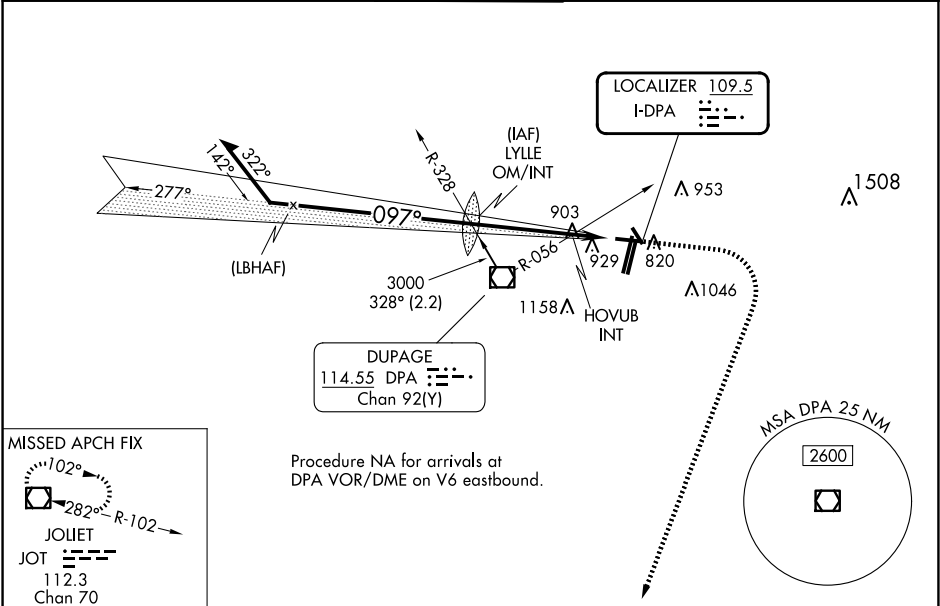 LOCALIZER 109.5
I-DPA
(IAF)
LYLLE
OM/INT
R-328
322°
142°
277°
097°
(LBHAF)
903
953
1508
R-056
929
820
3000
328° (2.2)
1158
HOVUB
INT
1046
DUPAGE
114.55 DPA
Chan 92(Y)
Procedure NA for arrivals at
DPA VOR/DME on V6 eastbound.
MSA DPA 25 NM
2600
MISSED APCH FIX
102°
282°
R-102
JOLIET
JOT
112.3
Chan 70